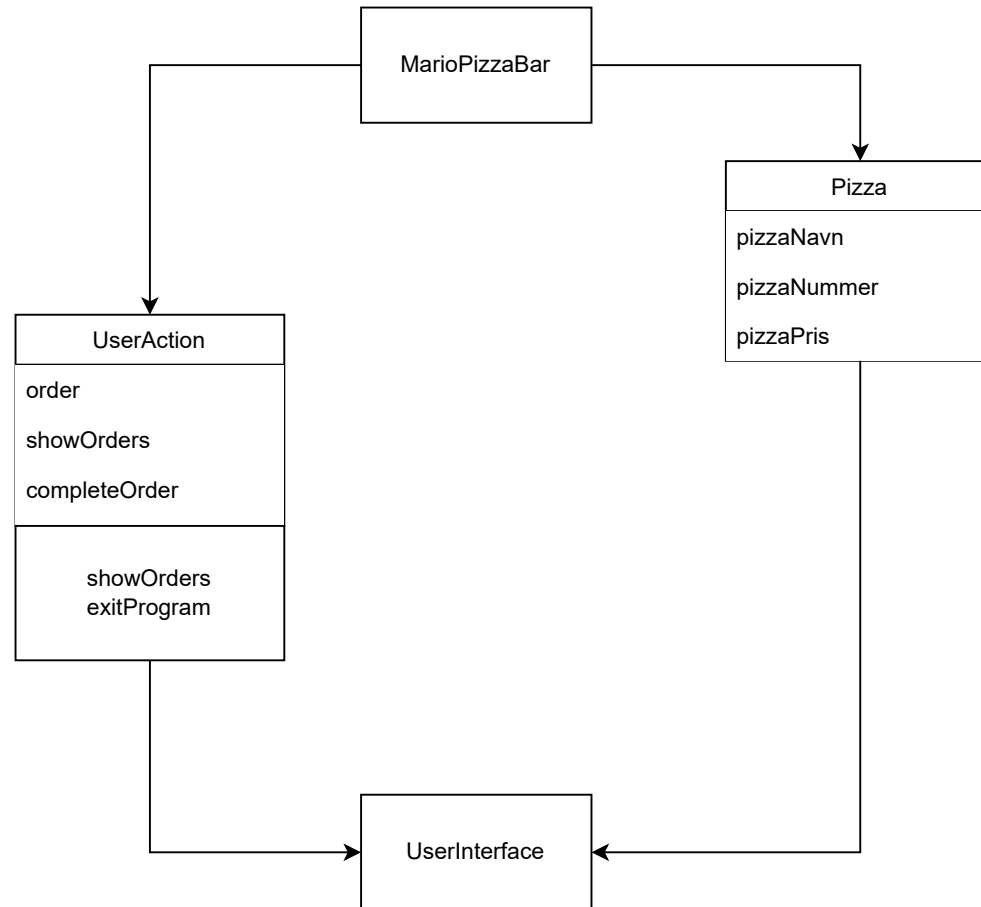 MarioPizzaBar
Pizza
pizzaNavn
pizzaNummer
pizzaPris
UserAction
order
showOrders
completeOrder
showOrders
exitProgram
UserInterface